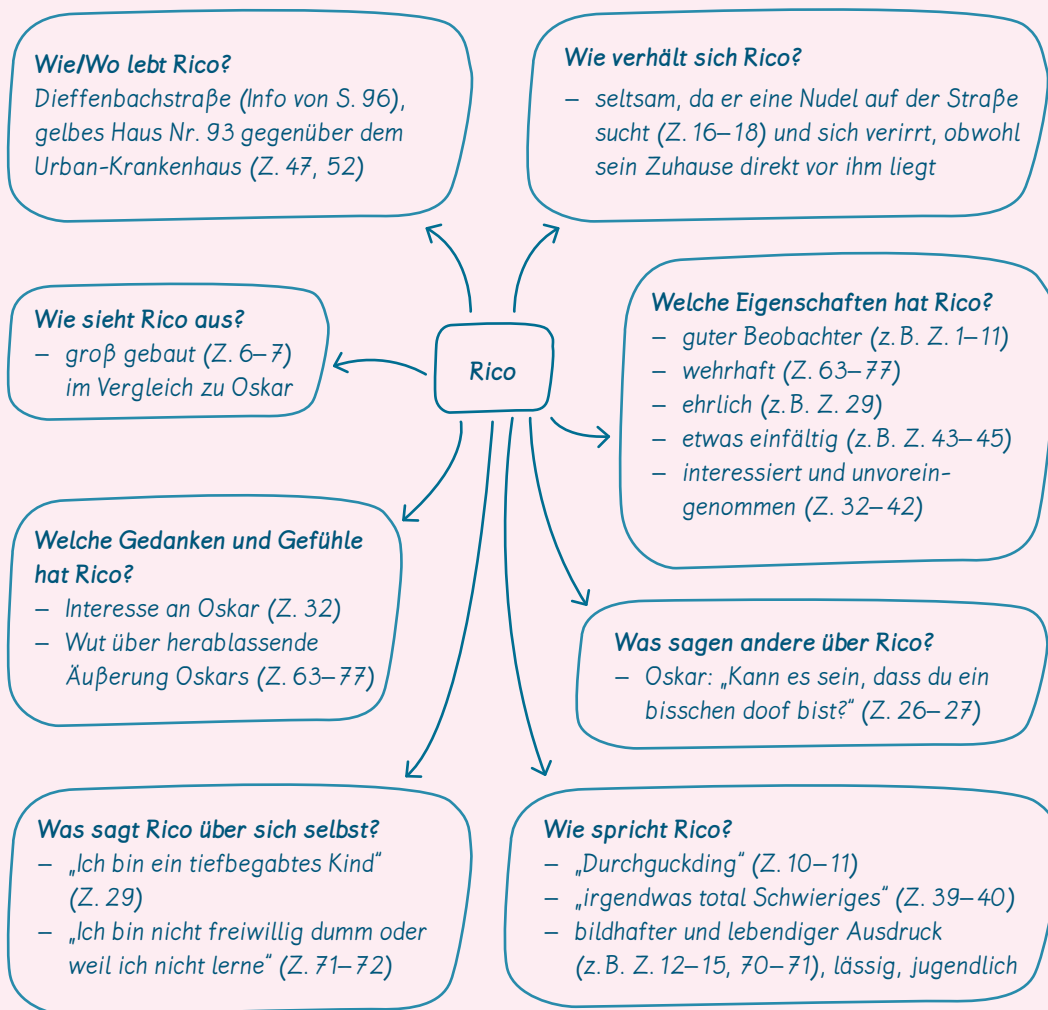 Wie/Wo lebt Rico?
Dieffenbachstraße (Info von S. 96),
gelbes Haus Nr. 93 gegenüber dem
Urban-Krankenhaus (Z. 47, 52)
Wie verhält sich Rico?
– seltsam, da er eine Nudel auf der Straße
sucht (Z. 16–18) und sich verirrt, obwohl
sein Zuhause direkt vor ihm liegt
Wie sieht Rico aus?
– groß gebaut (Z. 6–7)
im Vergleich zu Oskar
Rico
Welche Eigenschaften hat Rico?
– guter Beobachter (z. B. Z. 1–11)
– wehrhaft (Z. 63–77)
– ehrlich (z. B. Z. 29)
– etwas einfältig (z. B. Z. 43–45)
– interessiert und unvorein-
genommen (Z. 32–42)
Welche Gedanken und Gefühle
hat Rico?
– Interesse an Oskar (Z. 32)
– Wut über herablassende
Äußerung Oskars (Z. 63–77)
Was sagen andere über Rico?
– Oskar: „Kann es sein, dass du ein
bisschen doof bist?“ (Z. 26–27)
Was sagt Rico über sich selbst?
– „Ich bin ein tiefbegabtes Kind“
(Z. 29)
– „Ich bin nicht freiwillig dumm oder
weil ich nicht lerne“ (Z. 71–72)
Wie spricht Rico?
– „Durchguckding“ (Z. 10–11)
– „irgendwas total Schwieriges“ (Z. 39–40)
– bildhafter und lebendiger Ausdruck
(z. B. Z. 12–15, 70–71), lässig, jugendlich